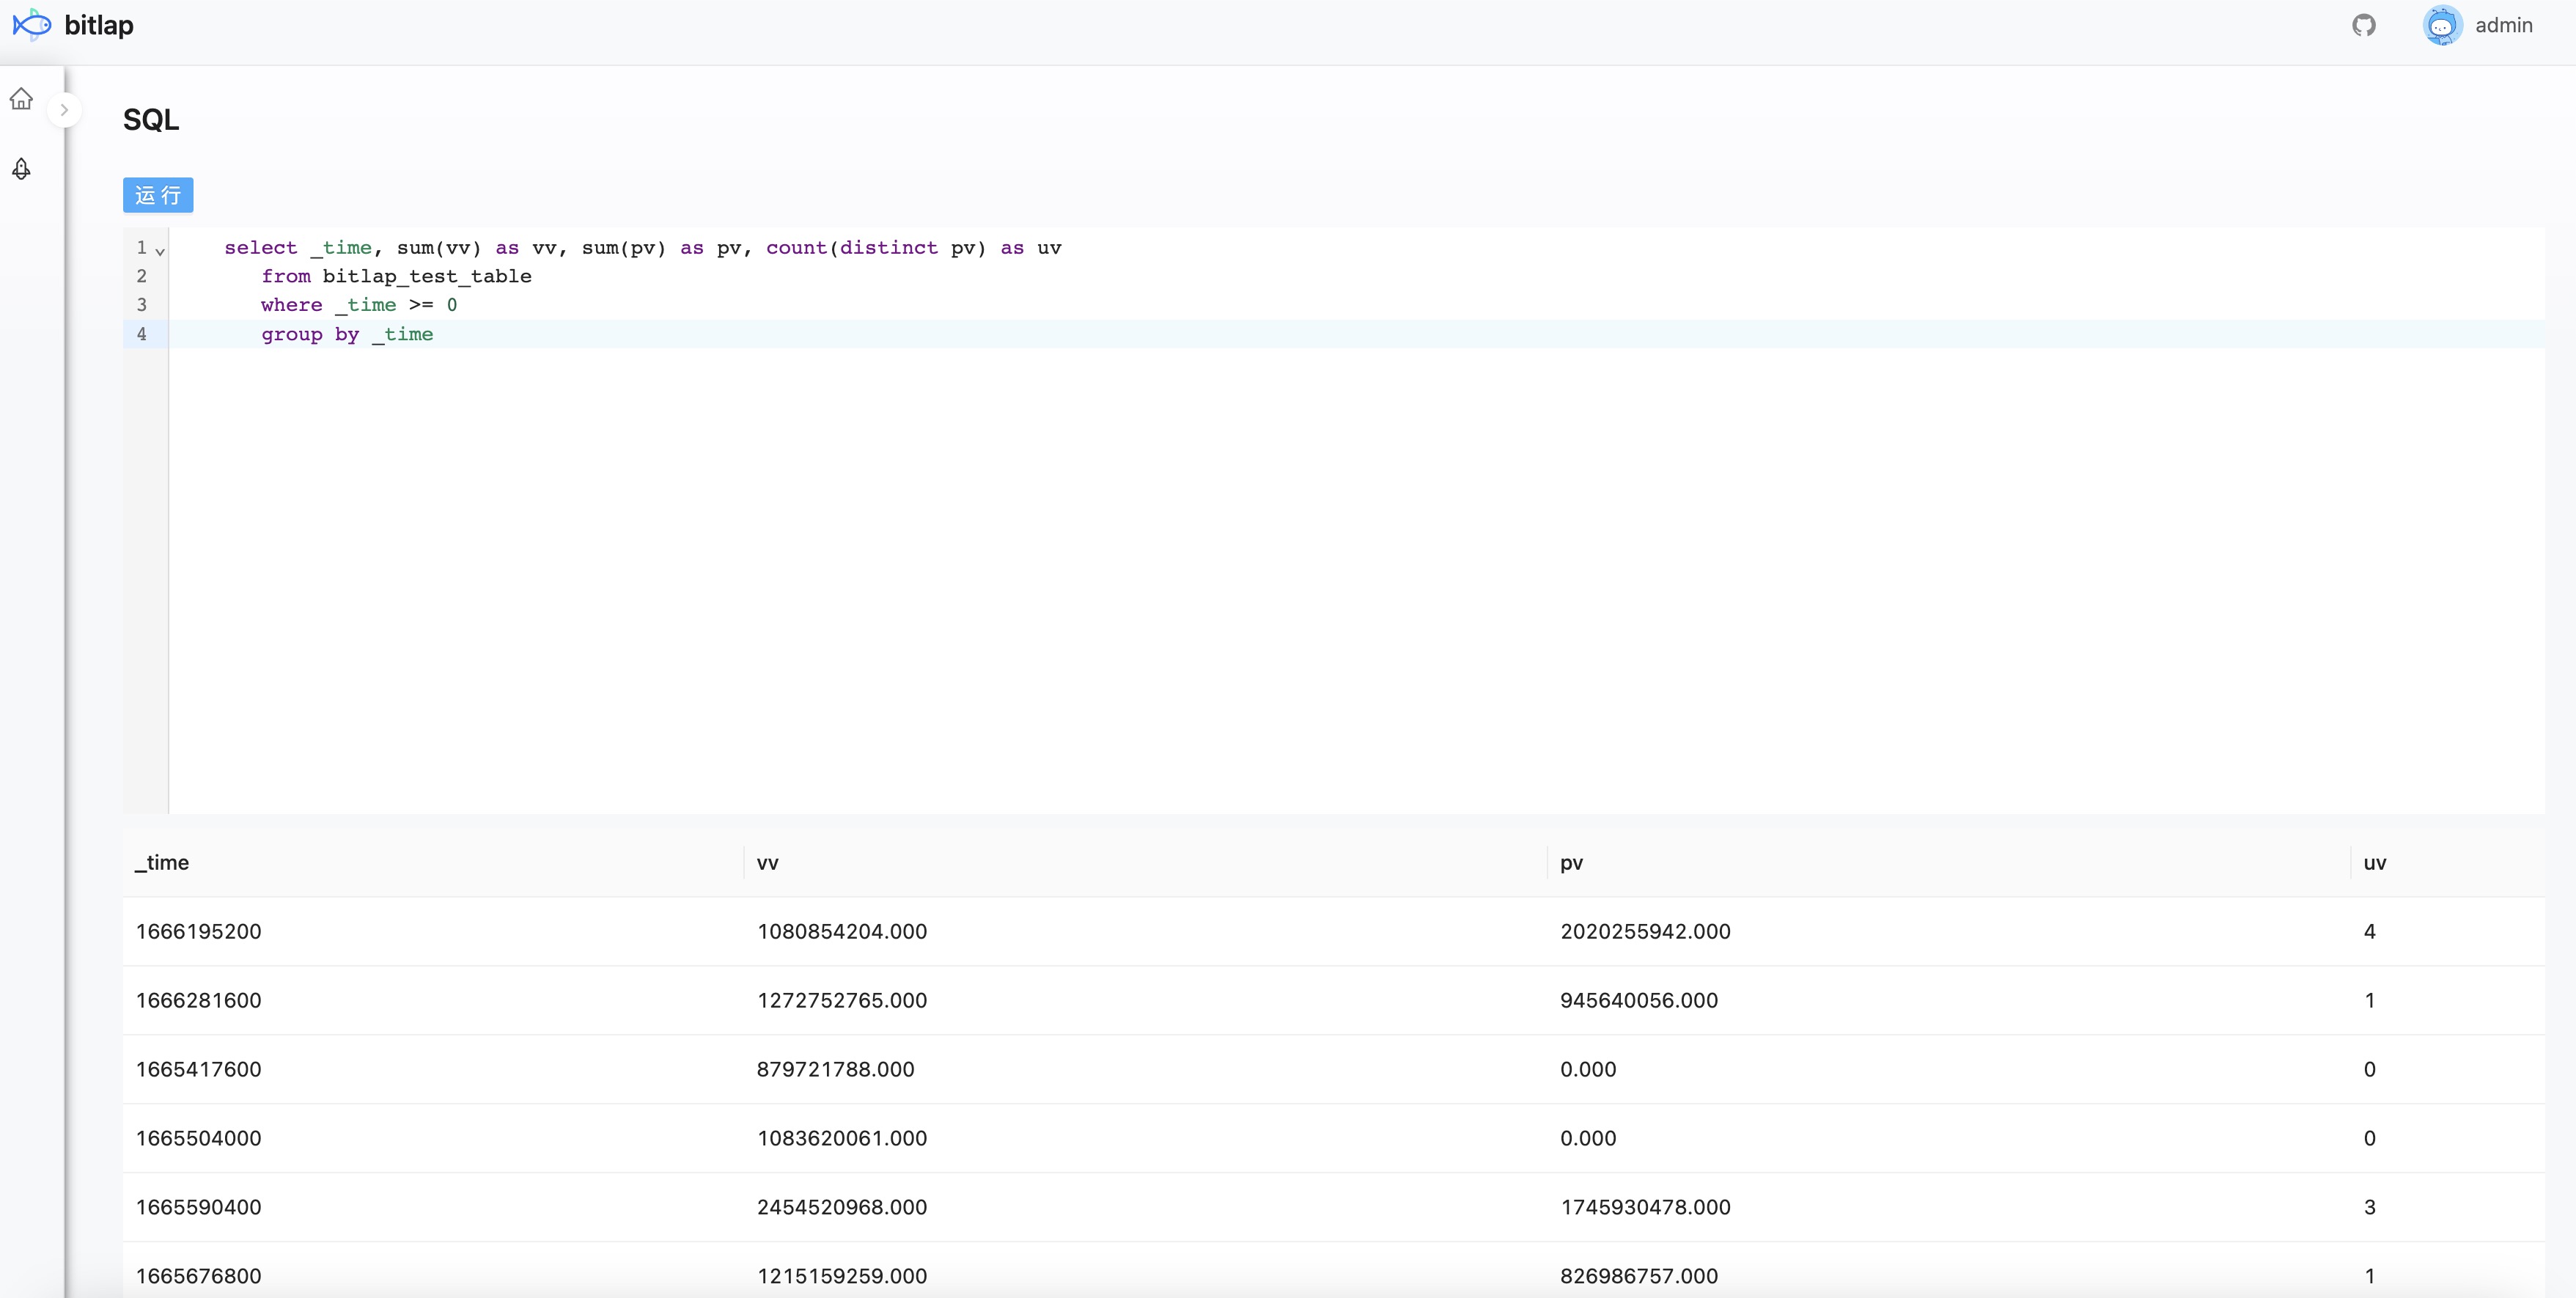 bitlap
admin
SQL
运 行
1 select _time, sum(vv) as vv, sum(pv) as pv, count(distinct pv) as uv
2 from bitlap_test_table
3 where _time >= 0
4 group by _time
_time vv pv uv
1666195200 1080854204.000 2020255942.000 4
1666281600 1272752765.000 945640056.000 1
1665417600 879721788.000 0.000 0
1665504000 1083620061.000 0.000 0
1665590400 2454520968.000 1745930478.000 3
1665676800 1215159259.000 826986757.000 1